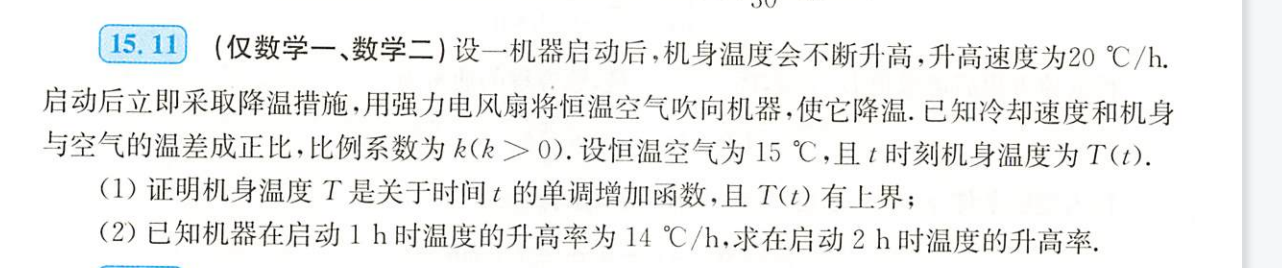 15.11 (仅数学一、数学二)设一机器启动后,机身温度会不断升高,升高速度为20 ℃/h.
启动后立即采取降温措施,用强力电风扇将恒温空气吹向机器,使它降温.已知冷却速度和机身
与空气的温差成正比,比例系数为 k(k > 0).设恒温空气为 15 ℃,且 t 时刻机身温度为 T(t).
(1) 证明机身温度 T 是关于时间 t 的单调增加函数,且 T(t) 有上界;
(2) 已知机器在启动 1 h 时温度的升高率为 14 ℃/h,求在启动 2 h 时温度的升高率.